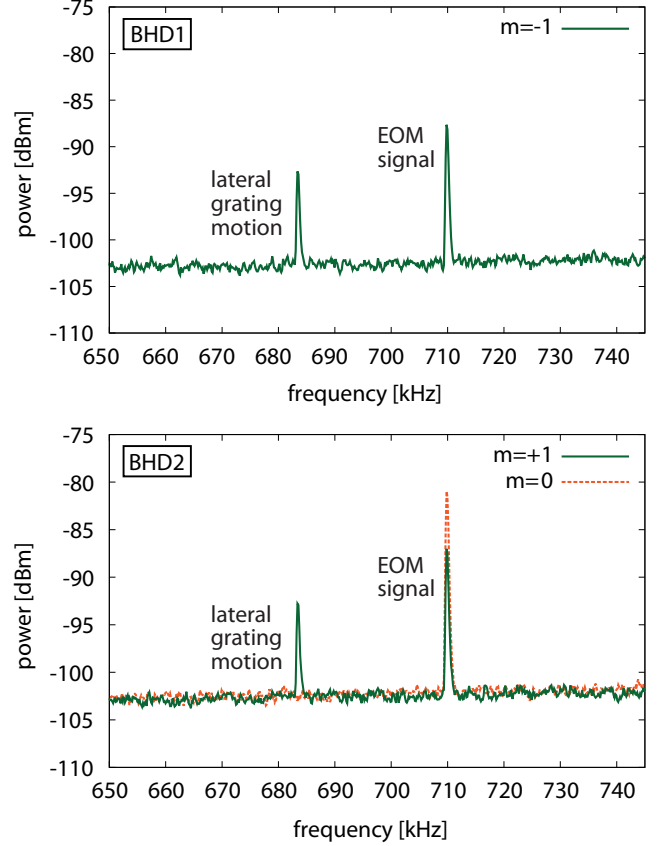 BHD1
m=-1
-75
-80
-85
-90
-95
-100
-105
-110
power [dBm]
lateral
grating
motion
EOM
signal
650 660 670 680 690 700 710 720 730 740
frequency [kHz]
BHD2
m=+1
m=0
-75
-80
-85
-90
-95
-100
-105
-110
power [dBm]
lateral
grating
motion
EOM
signal
650 660 670 680 690 700 710 720 730 740
frequency [kHz]